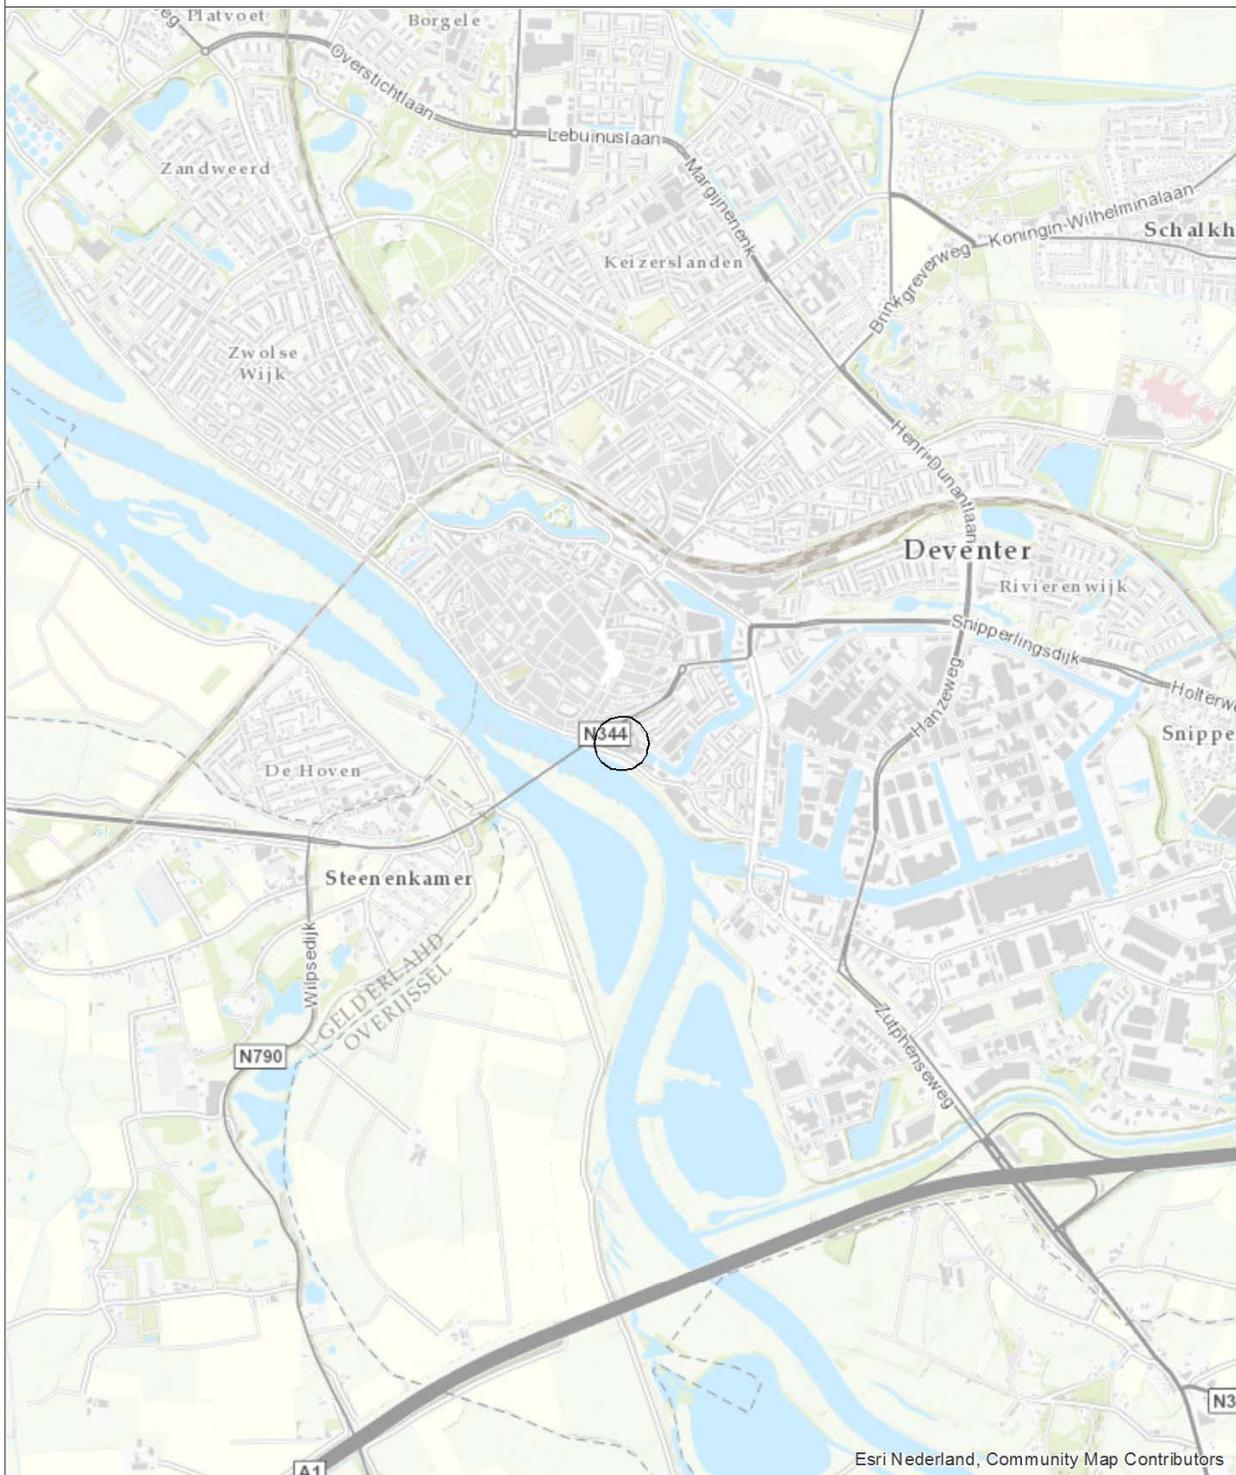 Platvoet
Borgele
Overstichtlaan
Lebuinuslaan
Margijnenenk
Zandweerd
Keizerslanden
Koningin-Wilhelminalaan
Schalkh
Brinkgreverweg
Zwolse
Wijk
Henri-Dunantlaan
Deventer
Rivierenwijk
Snipperlingsdijk
Hanzeweg
Holterwe
Snippe
N344
De Hoven
Steenenkamer
Wilpsedijk
GELDERLAND
OVERIJSSEL
N790
Zutphenseweg
N3
A1
Esri Nederland, Community Map Contributors